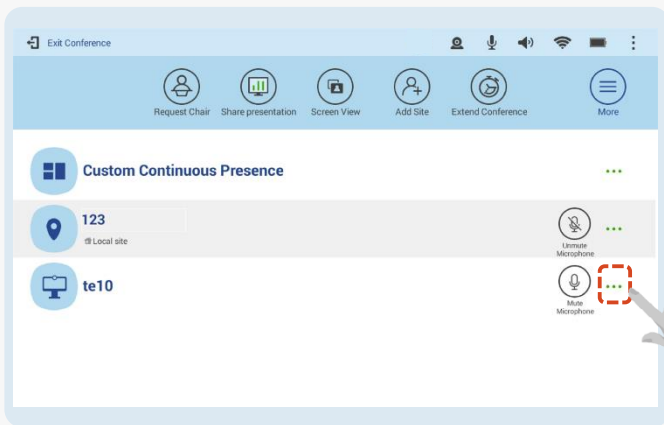 Exit Conference
Request Chair
Share presentation
Screen View
Add Site
Extend Conference
More
Custom Continuous Presence
123
Local site
Unmute
Microphone
te10
Mute
Microphone